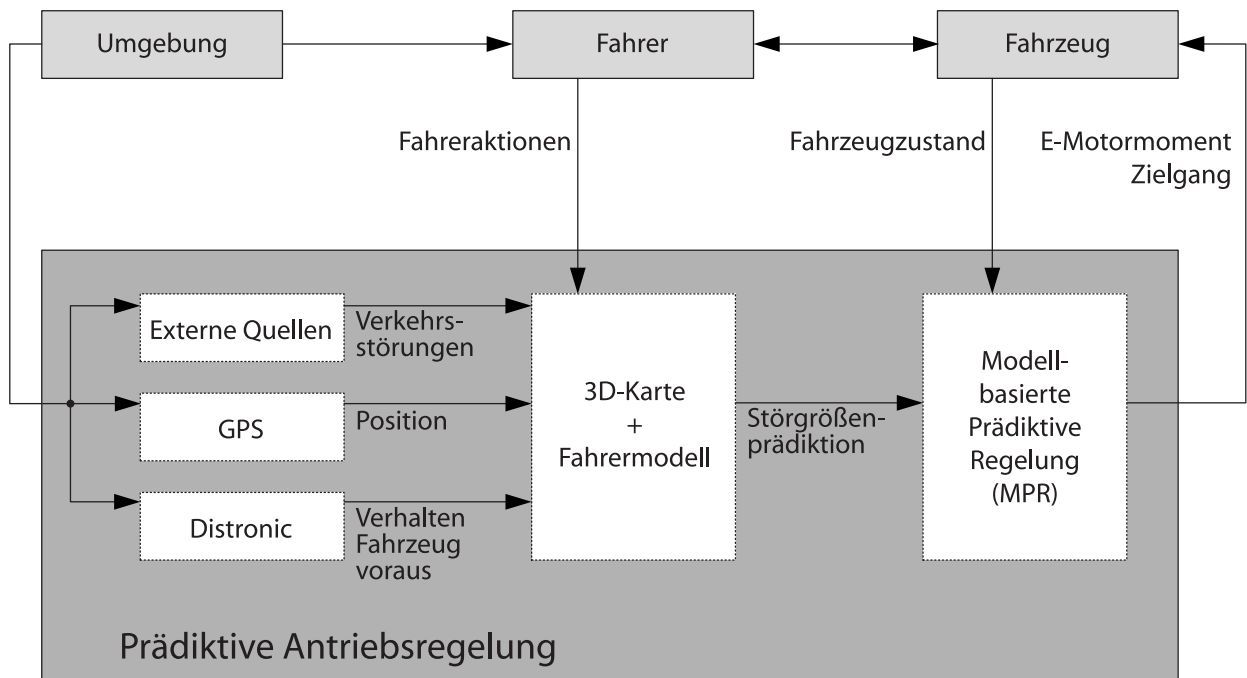 Umgebung
Fahrer
Fahrzeug
Fahreraktionen
Fahrzeugzustand
E-Motormoment
Zielgang
Externe Quellen
Verkehrs-
störungen
GPS
Position
Distronic
Verhalten
Fahrzeug
voraus
3D-Karte
+
Fahrermodell
Störgrößen-
prädiktion
Modell-
basierte
Prädiktive
Regelung
(MPR)
Prädiktive Antriebsregelung